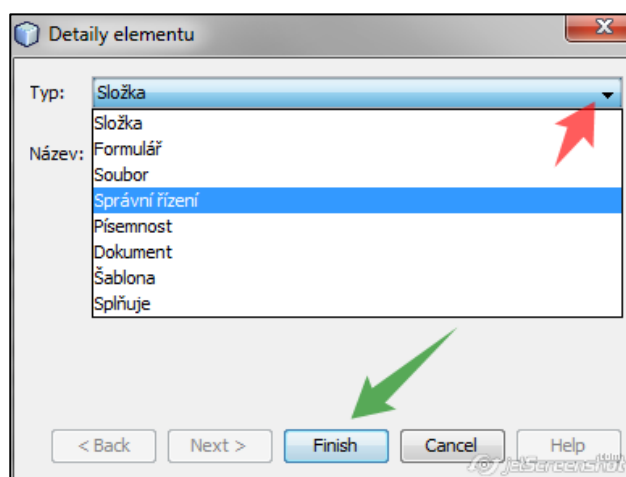 Detaily elementu
Typ: Složka
Složka
Formulář
Název:
Soubor
Správní řízení
Písemnost
Dokument
Šablona
Splňuje
< Back Next > Finish Cancel Help
jetScreenshot